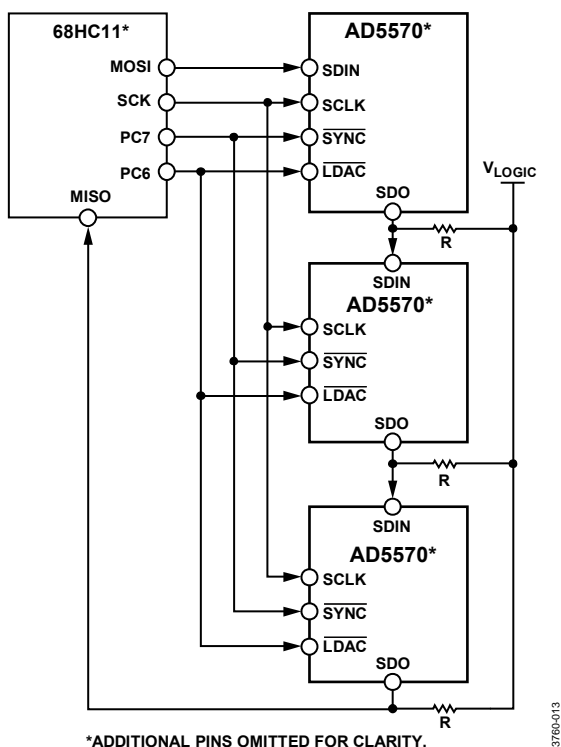 68HC11*
MOSI
SCK
PC7
PC6
MISO
AD5570*
SDIN
SCLK
SYNC
LDAC
SDO
R
VLOGIC
SDIN
AD5570*
SCLK
SYNC
LDAC
SDO
R
SDIN
AD5570*
SCLK
SYNC
LDAC
SDO
R
*ADDITIONAL PINS OMITTED FOR CLARITY.
3760-013